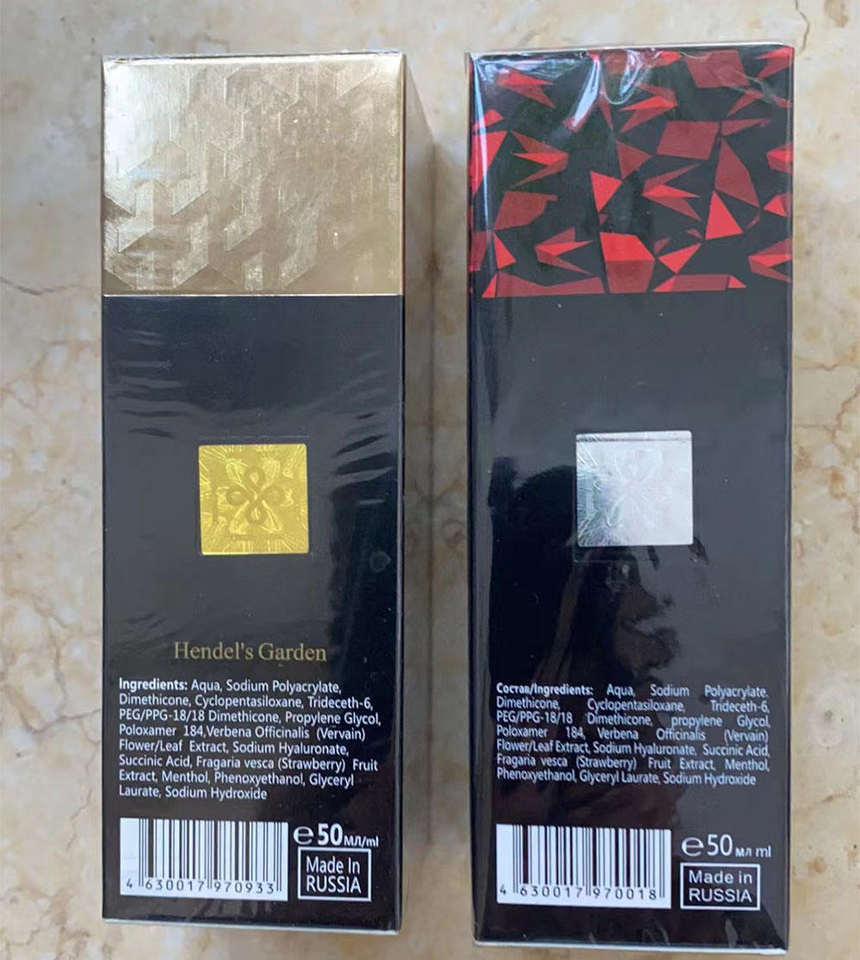 Hendel's Garden
Ingredients: Aqua, Sodium Polyacrylate,
Dimethicone, Cyclopentasiloxane, Trideceth-6,
PEG/PPG-18/18 Dimethicone, Propylene Glycol,
Poloxamer 184,Verbena Officinalis (Vervain)
Flower/Leaf Extract, Sodium Hyaluronate,
Succinic Acid, Fragaria vesca (Strawberry) Fruit
Extract, Menthol, Phenoxyethanol, Glyceryl
Laurate, Sodium Hydroxide
4 630017 970933
℮50мл/ml
Made In
RUSSIA
Состав/Ingredients: Aqua, Sodium Polyacrylate.
Dimethicone, Cyclopentasiloxane, Trideceth-6,
PEG/PPG-18/18 Dimethicone, propylene Glycol,
Poloxamer 184, Verbena Officinalis (Vervain)
Flower/Leaf Extract, Sodium Hyaluronate, Succinic Acid,
Fragaria vesca (Strawberry) Fruit Extract, Menthol,
Phenoxyethanol, Glyceryl Laurate, Sodium Hydroxide
4 630017 970018
℮50 мл ml
Made in
RUSSIA